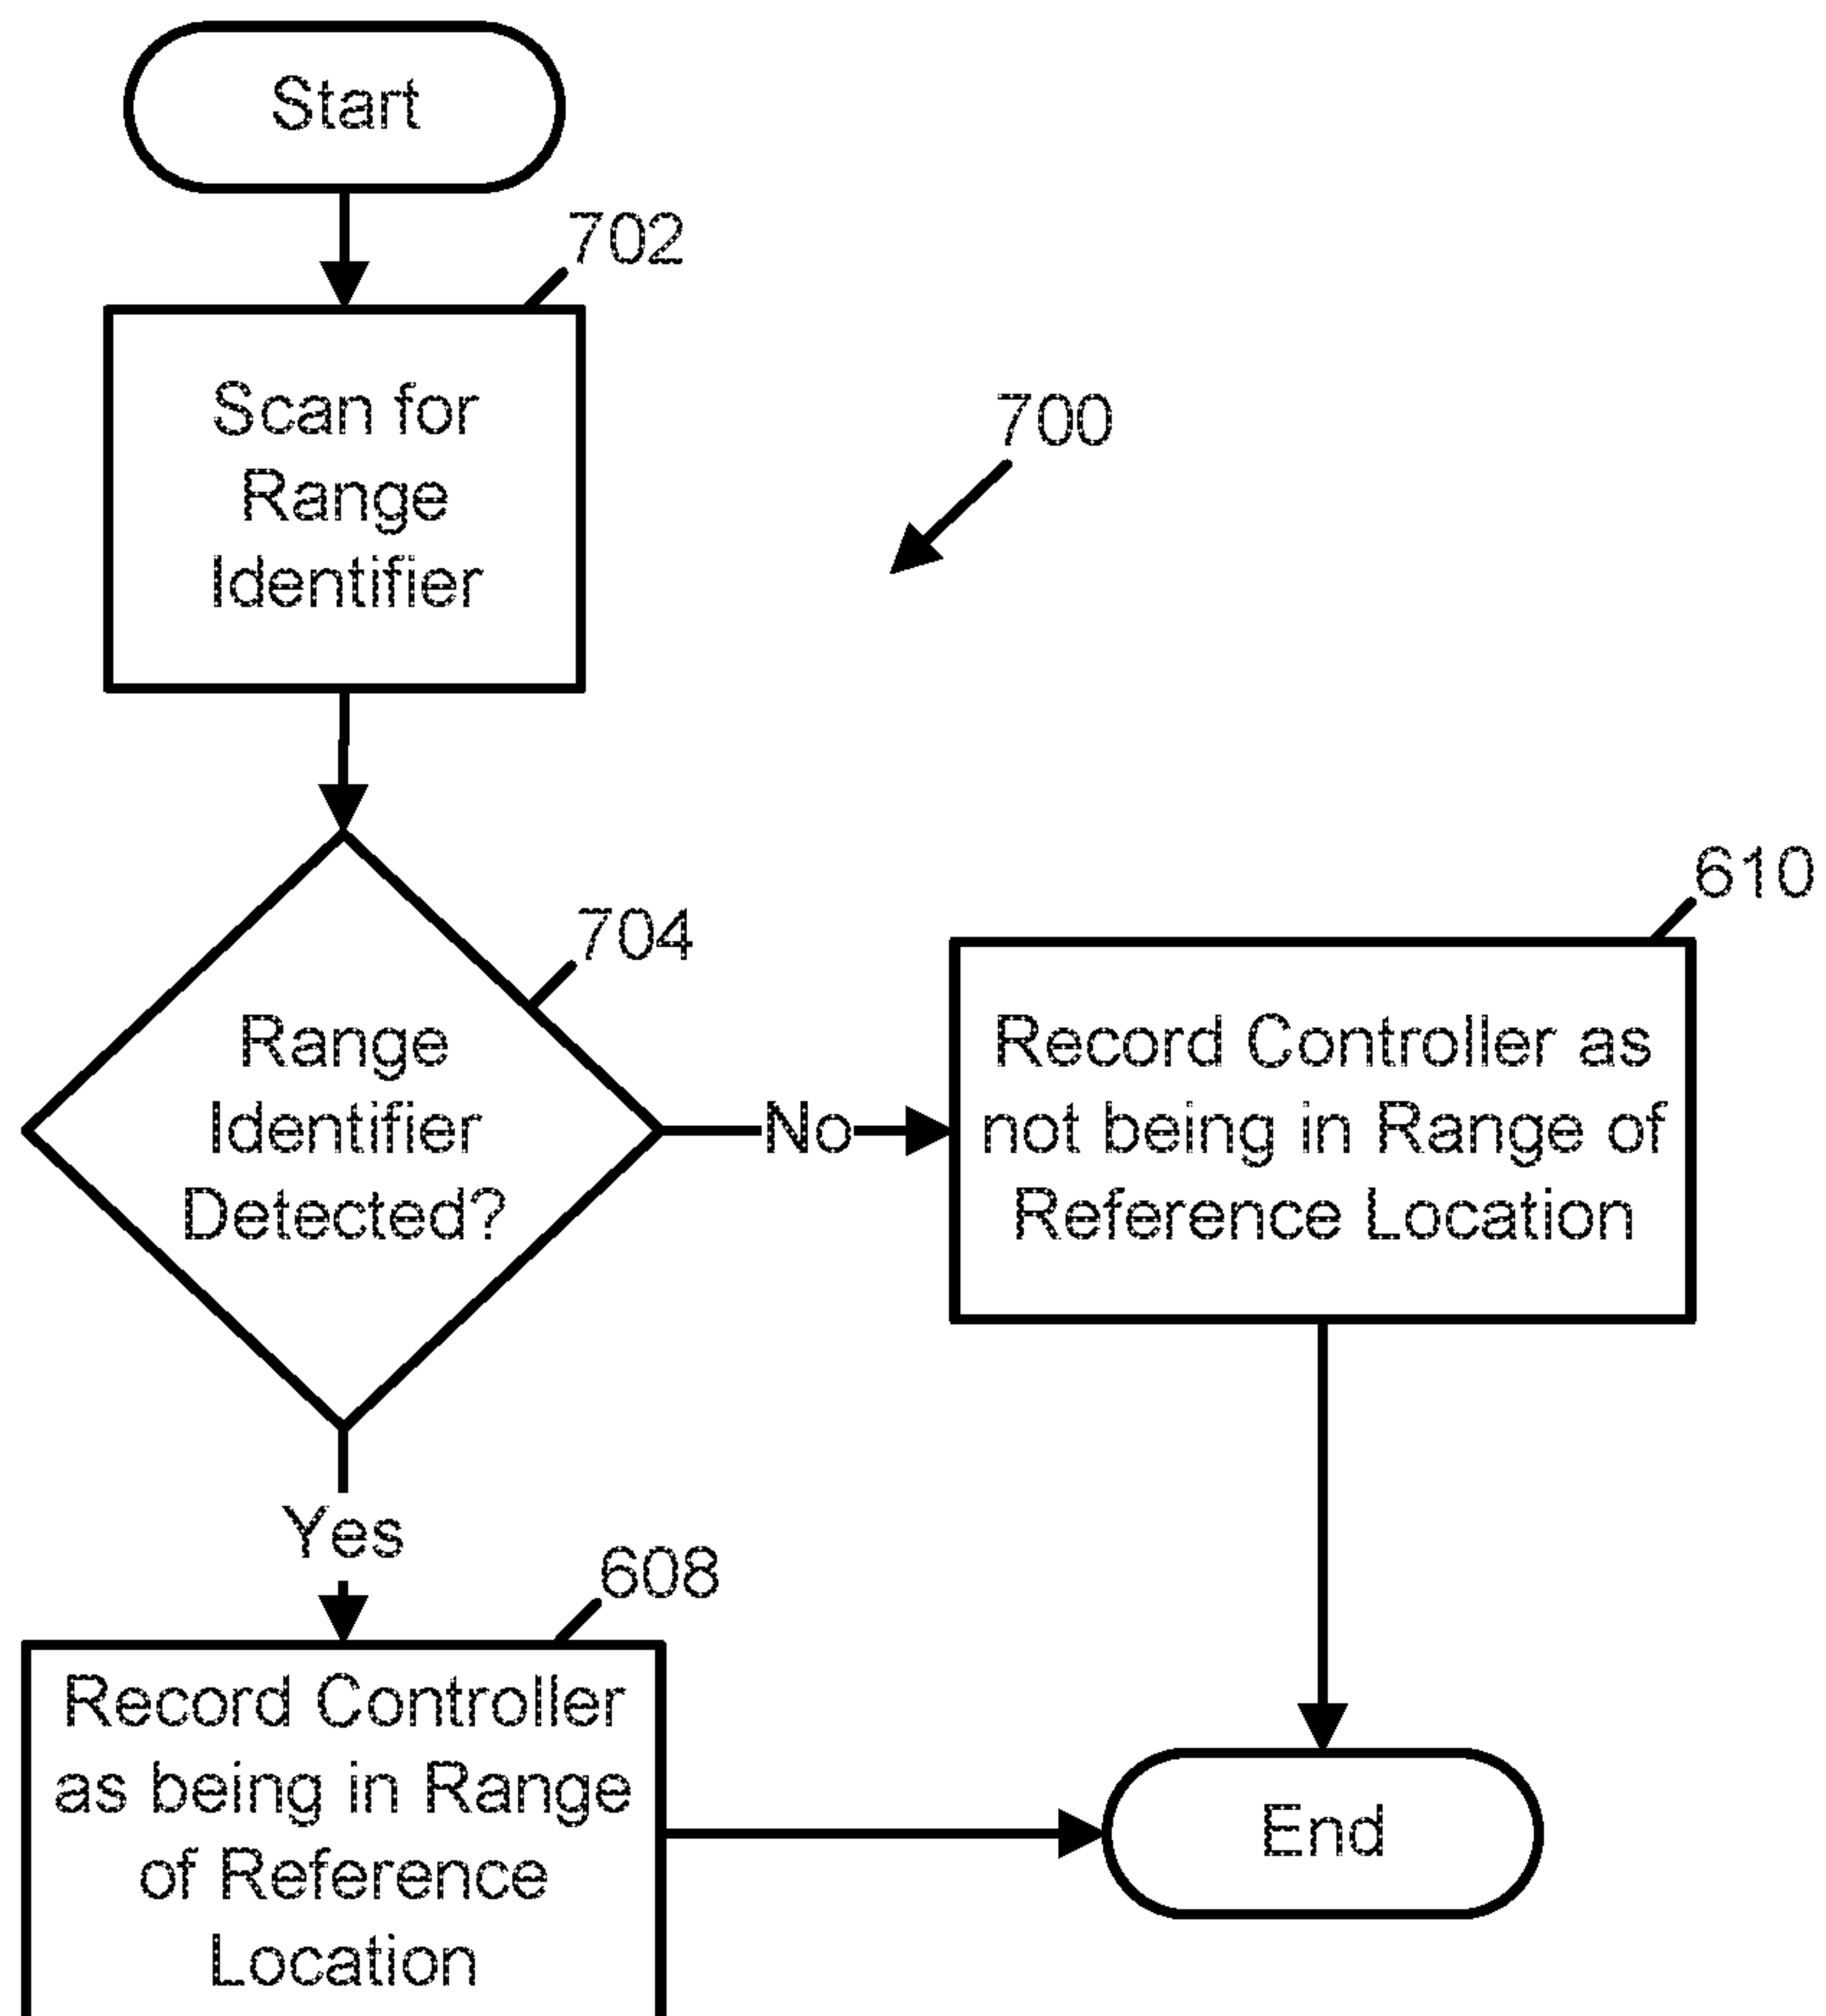 Start
702
Scan for
Range
Identifier
700
704
Range
Identifier
Detected?
No
610
Record Controller as
not being in Range of
Reference Location
Yes
608
Record Controller
as being in Range
of Reference
Location
End